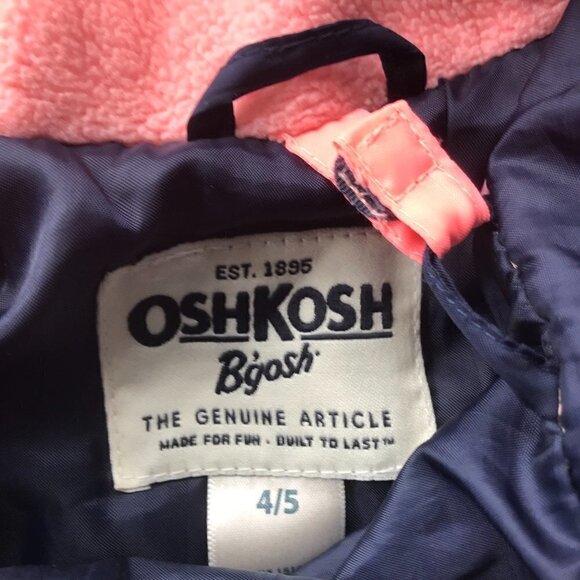 EST. 1895
OSHKOSH
B'gosh
THE GENUINE ARTICLE
MADE FOR FUN · BUILT TO LAST™
4/5